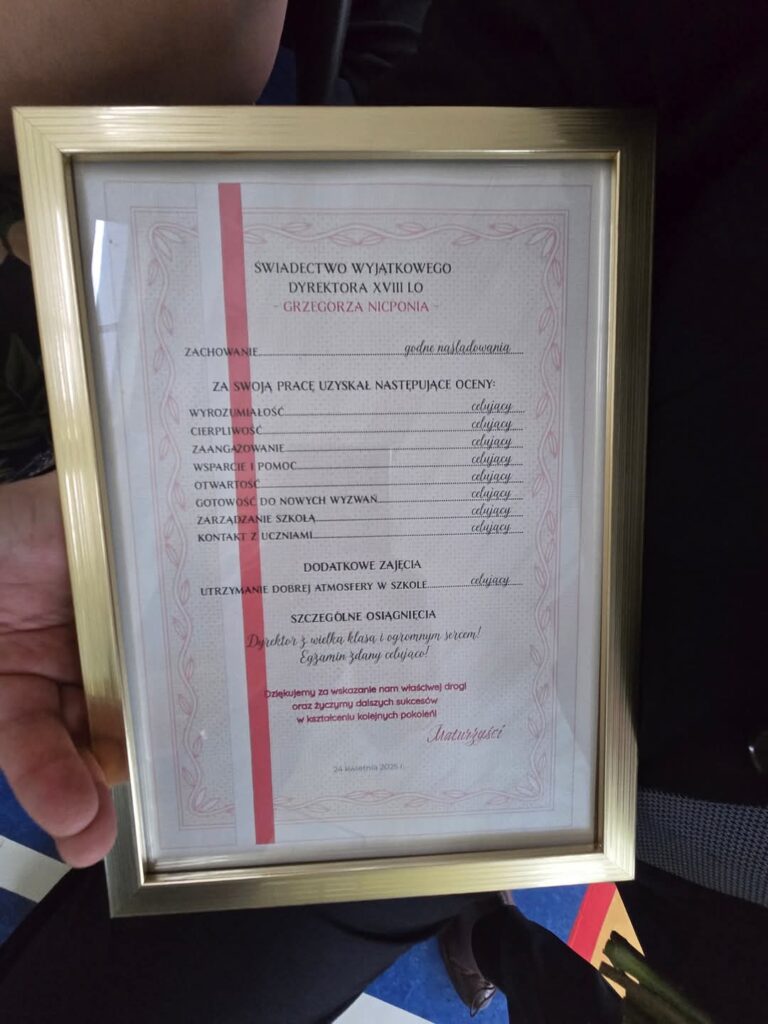 ŚWIADECTWO WYJĄTKOWEGO
DYREKTORA XVIII LO
~ GRZEGORZA NICPONIA ~
ZACHOWANIE godne naśladowania
ZA SWOJĄ PRACĘ UZYSKAŁ NASTĘPUJĄCE OCENY:
WYROZUMIAŁOŚĆ celujący
CIERPLIWOŚĆ celujący
ZAANGAŻOWANIE celujący
WSPARCIE I POMOC celujący
OTWARTOŚĆ celujący
GOTOWOŚĆ DO NOWYCH WYZWAŃ celujący
ZARZĄDZANIE SZKOŁĄ celujący
KONTAKT Z UCZNIAMI celujący
DODATKOWE ZAJĘCIA
UTRZYMANIE DOBREJ ATMOSFERY W SZKOLE celujący
SZCZEGÓLNE OSIĄGNIĘCIA
Dyrektor z wielką klasą i ogromnym sercem!
Egzamin zdany celująco!
Dziękujemy za wskazanie nam właściwej drogi
oraz życzymy dalszych sukcesów
w kształceniu kolejnych pokoleń!
Maturzyści
24 kwietnia 2025 r.